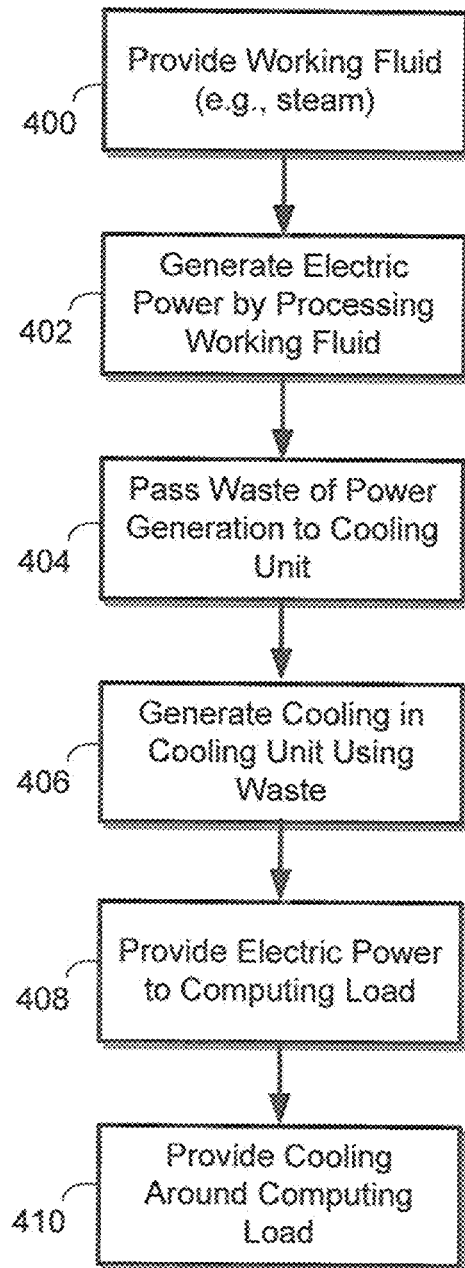 Provide Working Fluid
(e.g., steam)
400
Generate Electric
Power by Processing
Working Fluid
402
Pass Waste of Power
Generation to Cooling
Unit
404
Generate Cooling in
Cooling Unit Using
Waste
406
Provide Electric Power
to Computing Load
408
Provide Cooling
Around Computing
Load
410